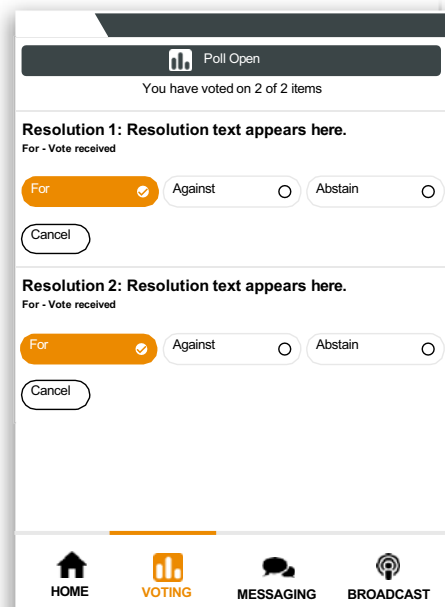 Poll Open
You have voted on 2 of 2 items
Resolution 1: Resolution text appears here.
For - Vote received
For Against Abstain
Cancel
Resolution 2: Resolution text appears here.
For - Vote received
For Against Abstain
Cancel
HOME VOTING MESSAGING BROADCAST